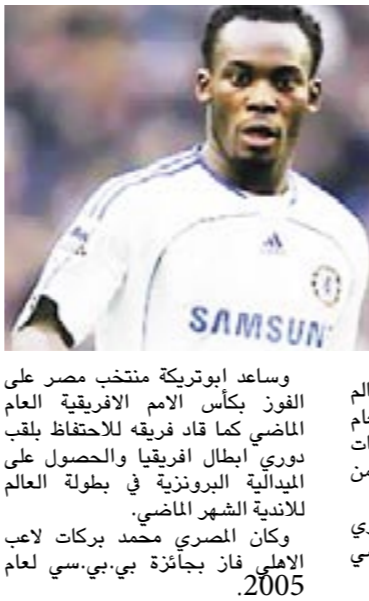 SAMSUN
وساعد ابوتريكة منتخب مصر على
الفوز بكأس الامم الافريقية العام
الماضي كما قاد فريقه للاحتفاظ بلقب
دوري ابطال افريقيا والحصول على
الميدالية البرونزية في بطولة العالم
للاندية الشهر الماضي.
وكان المصري محمد بركات لاعب
الاهلي فاز بجائزة بي.بي.سي لعام
2005.